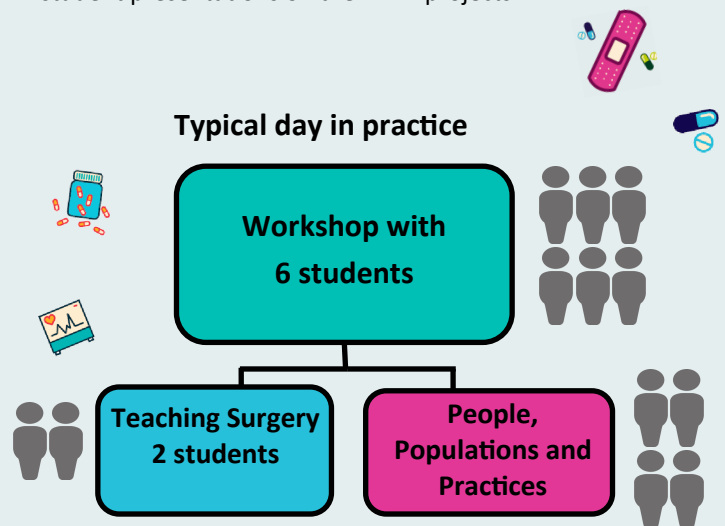 Typical day in practice
Workshop with
6 students
Teaching Surgery
2 students
People,
Populations and
Practices